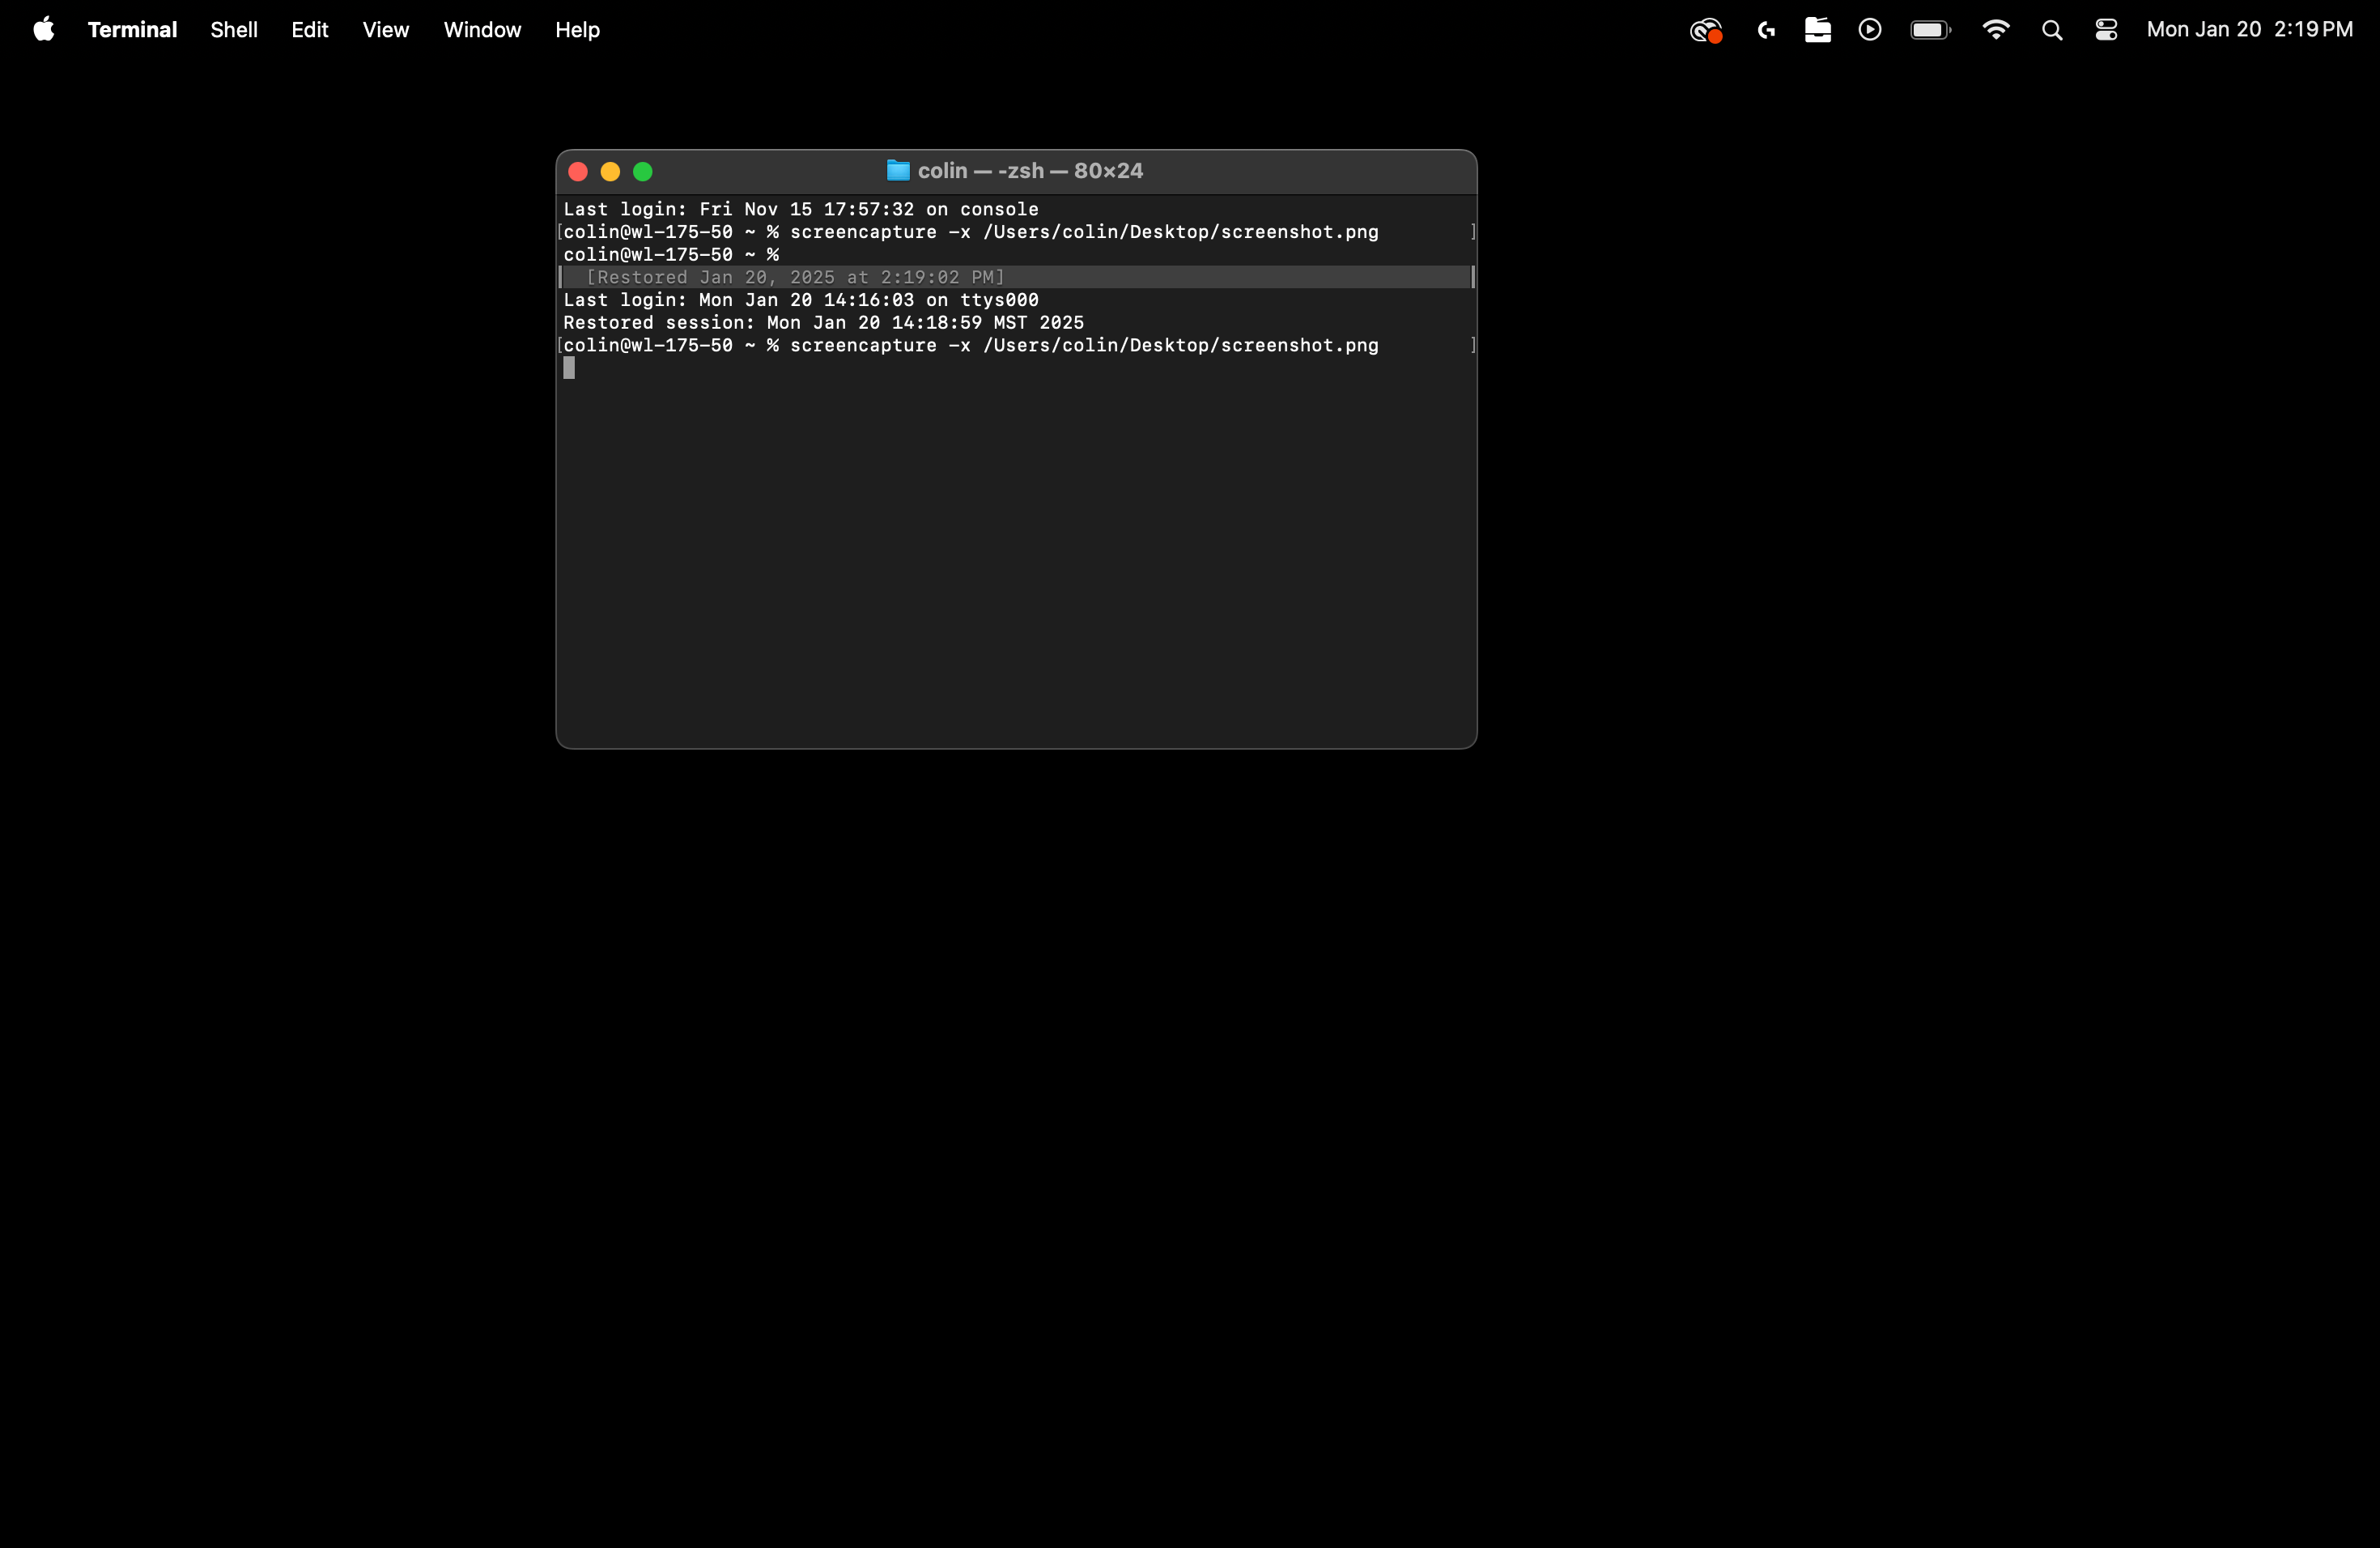 Terminal Shell Edit View Window Help Mon Jan 20 2:19 PM
colin — -zsh — 80×24
Last login: Fri Nov 15 17:57:32 on console
[colin@wl-175-50 ~ % screencapture -x /Users/colin/Desktop/screenshot.png ]
colin@wl-175-50 ~ %
[Restored Jan 20, 2025 at 2:19:02 PM]
Last login: Mon Jan 20 14:16:03 on ttys000
Restored session: Mon Jan 20 14:18:59 MST 2025
[colin@wl-175-50 ~ % screencapture -x /Users/colin/Desktop/screenshot.png ]